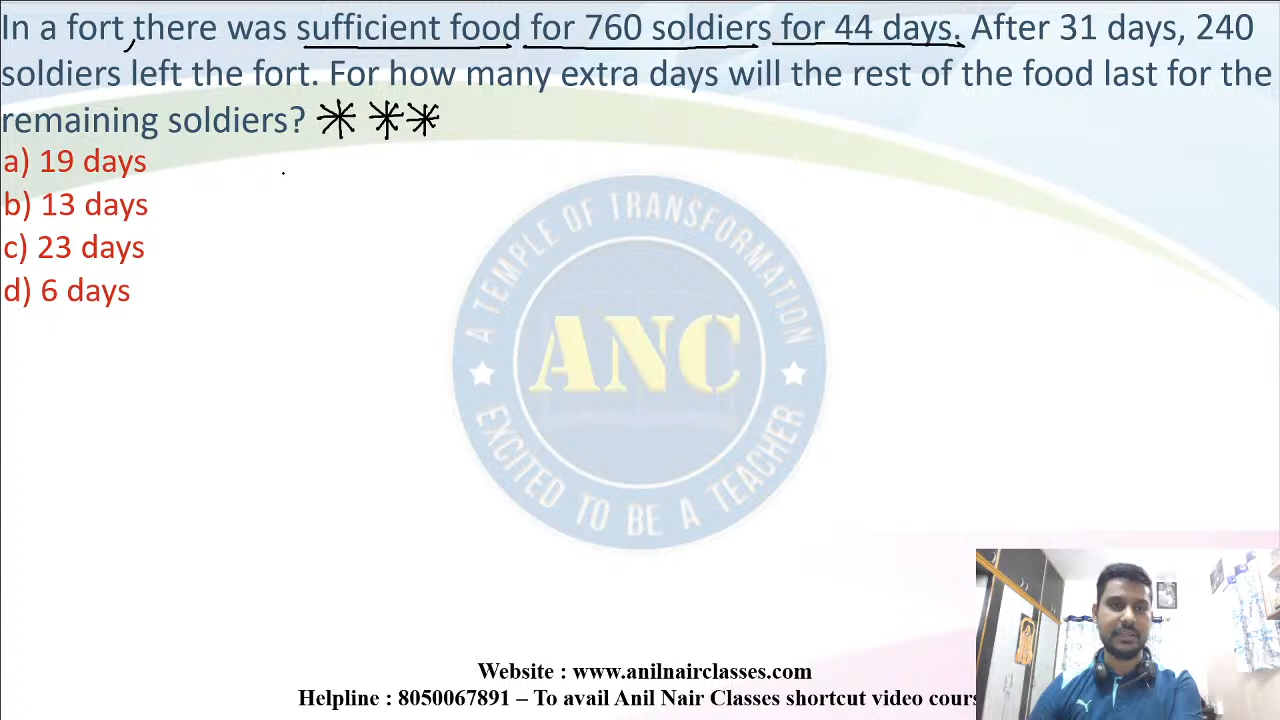 In a fort, there was sufficient food for 760 soldiers for 44 days. After 31 days, 240
soldiers left the fort. For how many extra days will the rest of the food last for the
remaining soldiers?
a) 19 days
b) 13 days
c) 23 days
d) 6 days
A TEMPLE OF TRANSFORMATION
ANC
EXCITED TO BE A TEACHER
Website : www.anilnairclasses.com
Helpline : 8050067891 – To avail Anil Nair Classes shortcut video cours